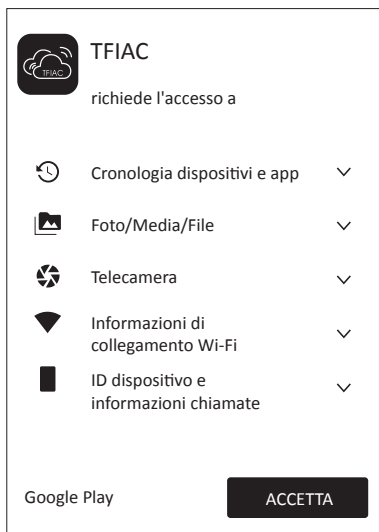 TFIAC
TFIAC
richiede l'accesso a
Cronologia dispositivi e app
Foto/Media/File
Telecamera
Informazioni di
collegamento Wi-Fi
ID dispositivo e
informazioni chiamate
Google Play
ACCETTA